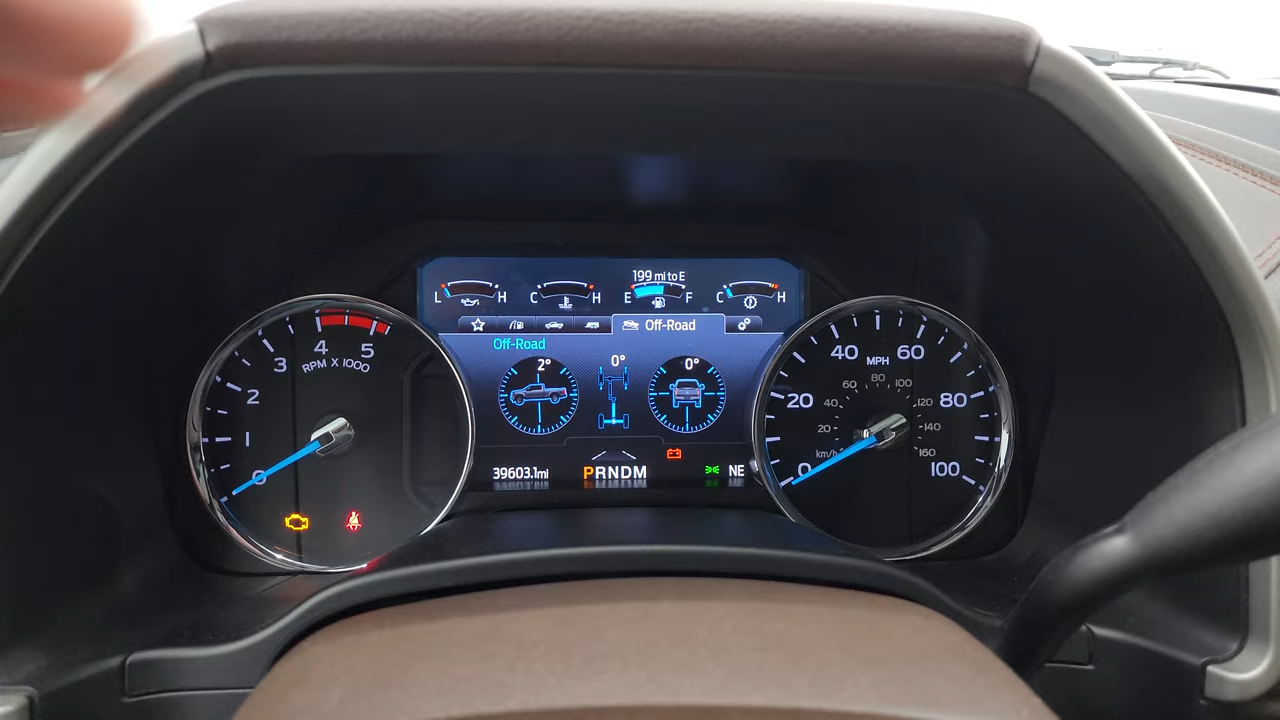 199 mi to E
L H C H E F C H
Off-Road
Off-Road
2° 0° 0°
39603.1mi PRNDM NE
0 1 2 3 4 5
RPM X 1000
0 20 40 60 80 100
MPH
20 40 60 80 100 120 140 160
km/h